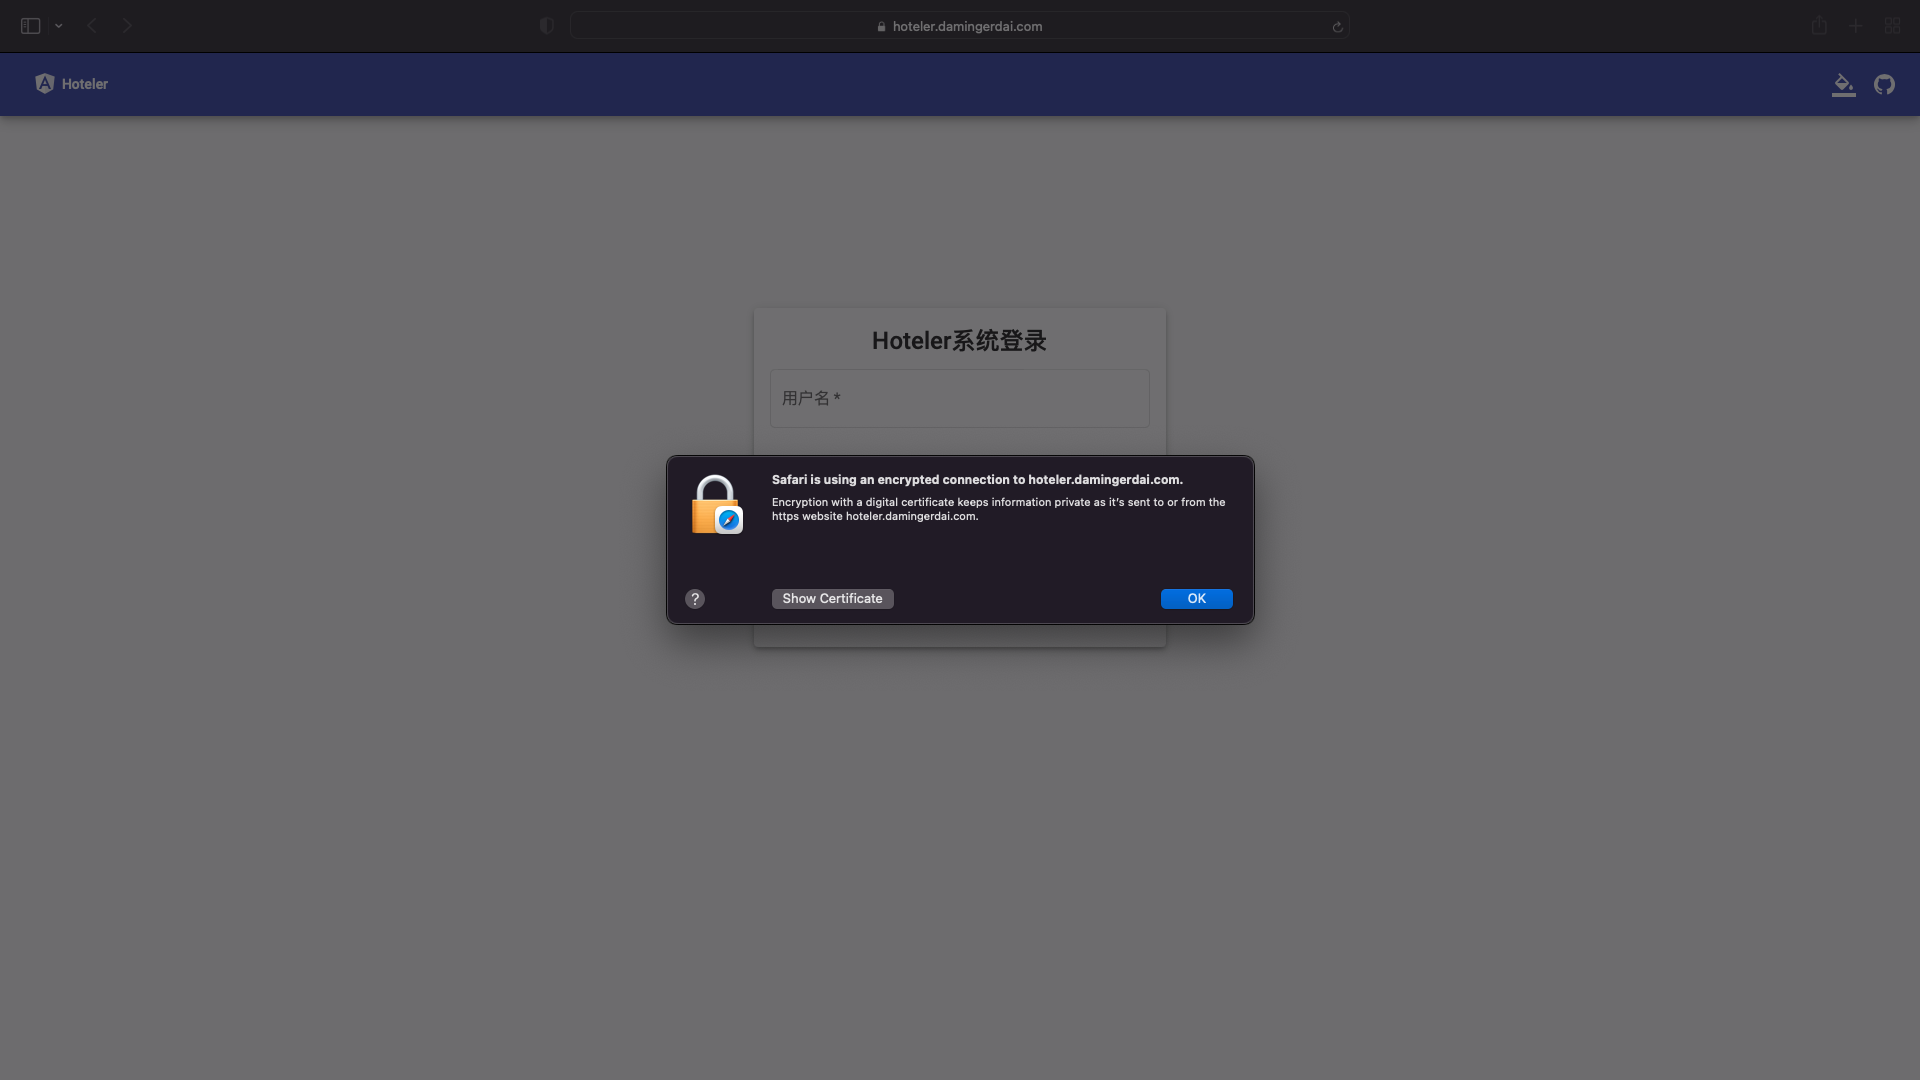 hoteler.damingerdai.com
Hoteler
Hoteler系统登录
用户名 *
Safari is using an encrypted connection to hoteler.damingerdai.com.
Encryption with a digital certificate keeps information private as it's sent to or from the
https website hoteler.damingerdai.com.
?
Show Certificate
OK